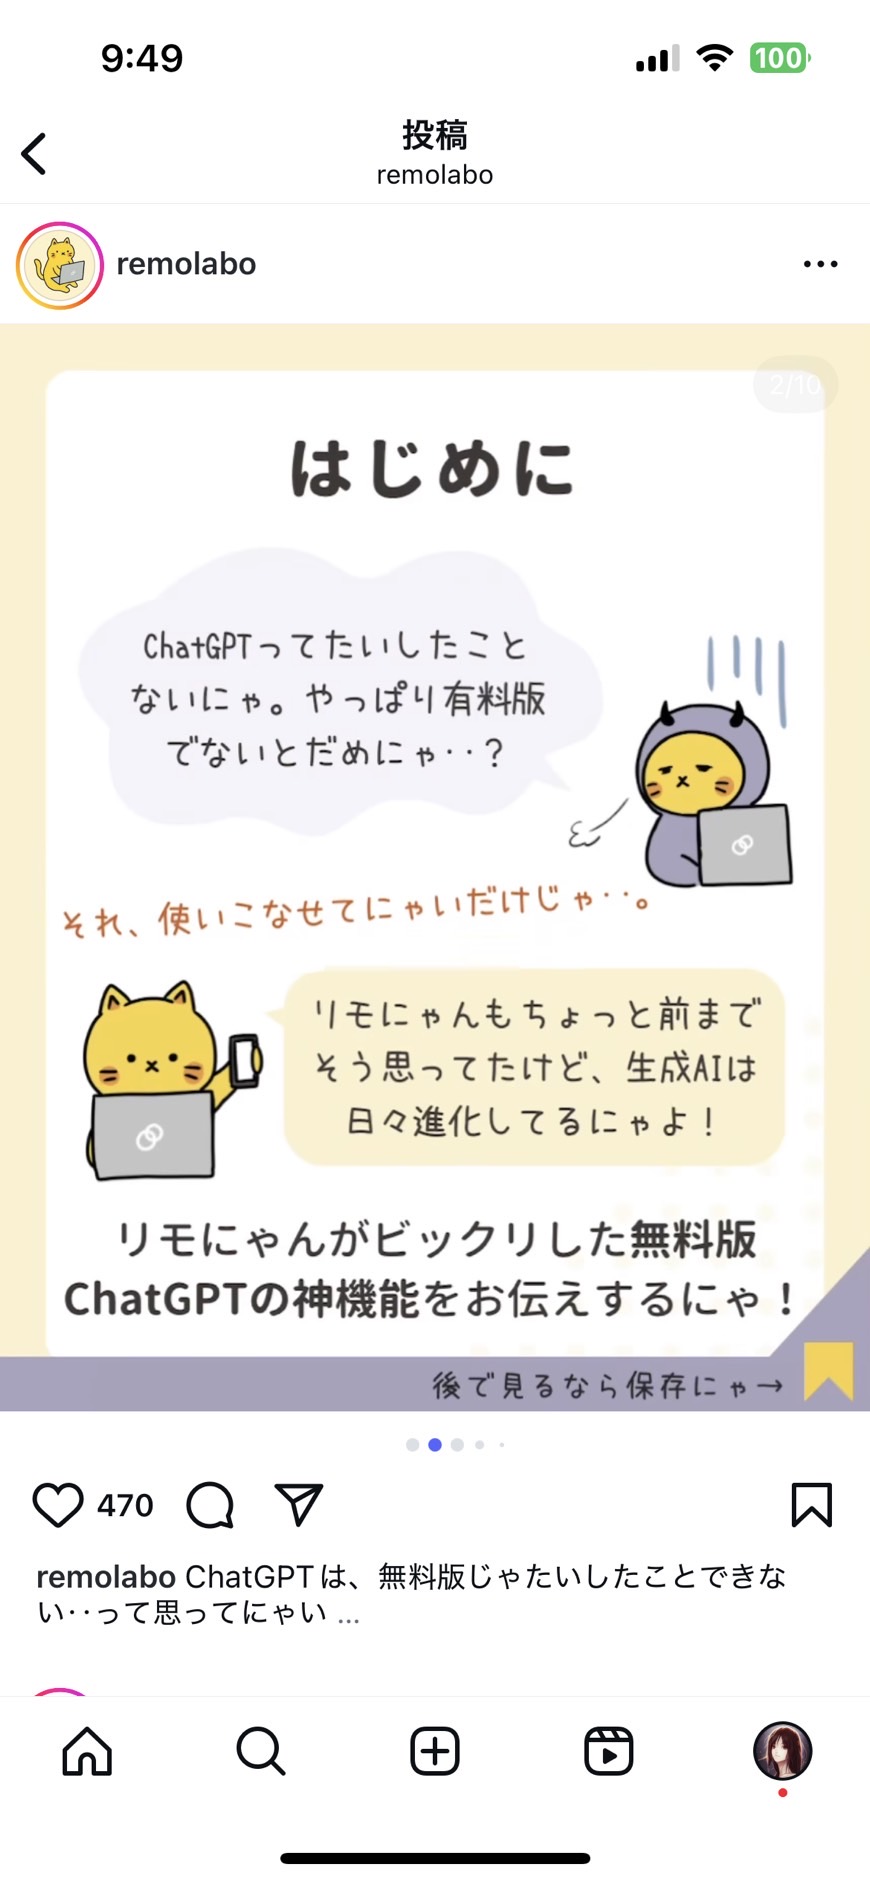 9:49
100
投稿
remolabo
remolabo
2/10
はじめに
ChatGPTってたいしたこと
ないにゃ。やっぱり有料版
でないとだめにゃ‥？
それ、使いこなせてにゃいだけじゃ‥。
リモにゃんもちょっと前まで
そう思ってたけど、生成AIは
日々進化してるにゃよ！
リモにゃんがビックリした無料版
ChatGPTの神機能をお伝えするにゃ！
後で見るなら保存にゃ→
470
remolabo ChatGPTは、無料版じゃたいしたことできな
い‥って思ってにゃい ...